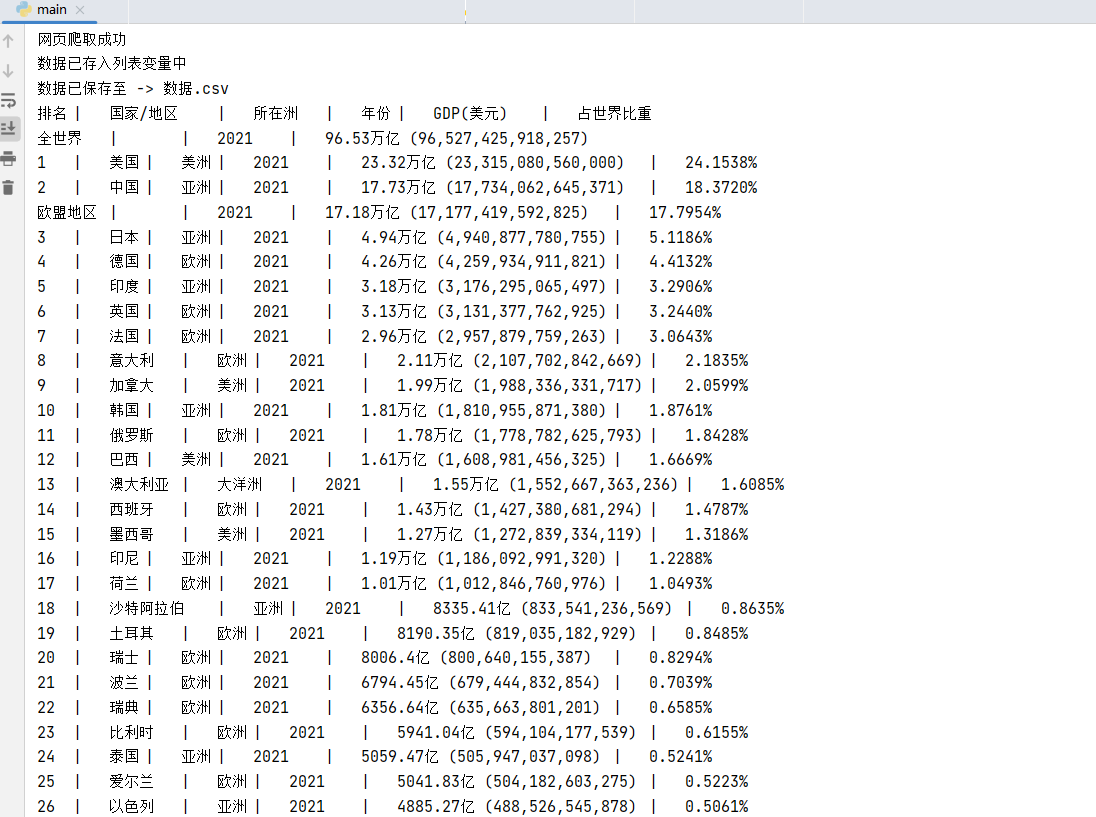 main
网页爬取成功
数据已存入列表变量中
数据已保存至 -> 数据.csv
排名 | 国家/地区 | 所在洲 | 年份 | GDP(美元) | 占世界比重
全世界 | | 2021 | 96.53万亿 (96,527,425,918,257)
1 | 美国 | 美洲 | 2021 | 23.32万亿 (23,315,080,560,000) | 24.1538%
2 | 中国 | 亚洲 | 2021 | 17.73万亿 (17,734,062,645,371) | 18.3720%
欧盟地区 | | 2021 | 17.18万亿 (17,177,419,592,825) | 17.7954%
3 | 日本 | 亚洲 | 2021 | 4.94万亿 (4,940,877,780,755) | 5.1186%
4 | 德国 | 欧洲 | 2021 | 4.26万亿 (4,259,934,911,821) | 4.4132%
5 | 印度 | 亚洲 | 2021 | 3.18万亿 (3,176,295,065,497) | 3.2906%
6 | 英国 | 欧洲 | 2021 | 3.13万亿 (3,131,377,762,925) | 3.2440%
7 | 法国 | 欧洲 | 2021 | 2.96万亿 (2,957,879,759,263) | 3.0643%
8 | 意大利 | 欧洲 | 2021 | 2.11万亿 (2,107,702,842,669) | 2.1835%
9 | 加拿大 | 美洲 | 2021 | 1.99万亿 (1,988,336,331,717) | 2.0599%
10 | 韩国 | 亚洲 | 2021 | 1.81万亿 (1,810,955,871,380) | 1.8761%
11 | 俄罗斯 | 欧洲 | 2021 | 1.78万亿 (1,778,782,625,793) | 1.8428%
12 | 巴西 | 美洲 | 2021 | 1.61万亿 (1,608,981,456,325) | 1.6669%
13 | 澳大利亚 | 大洋洲 | 2021 | 1.55万亿 (1,552,667,363,236) | 1.6085%
14 | 西班牙 | 欧洲 | 2021 | 1.43万亿 (1,427,380,681,294) | 1.4787%
15 | 墨西哥 | 美洲 | 2021 | 1.27万亿 (1,272,839,334,119) | 1.3186%
16 | 印尼 | 亚洲 | 2021 | 1.19万亿 (1,186,092,991,320) | 1.2288%
17 | 荷兰 | 欧洲 | 2021 | 1.01万亿 (1,012,846,760,976) | 1.0493%
18 | 沙特阿拉伯 | 亚洲 | 2021 | 8335.41亿 (833,541,236,569) | 0.8635%
19 | 土耳其 | 欧洲 | 2021 | 8190.35亿 (819,035,182,929) | 0.8485%
20 | 瑞士 | 欧洲 | 2021 | 8006.4亿 (800,640,155,387) | 0.8294%
21 | 波兰 | 欧洲 | 2021 | 6794.45亿 (679,444,832,854) | 0.7039%
22 | 瑞典 | 欧洲 | 2021 | 6356.64亿 (635,663,801,201) | 0.6585%
23 | 比利时 | 欧洲 | 2021 | 5941.04亿 (594,104,177,539) | 0.6155%
24 | 泰国 | 亚洲 | 2021 | 5059.47亿 (505,947,037,098) | 0.5241%
25 | 爱尔兰 | 欧洲 | 2021 | 5041.83亿 (504,182,603,275) | 0.5223%
26 | 以色列 | 亚洲 | 2021 | 4885.27亿 (488,526,545,878) | 0.5061%